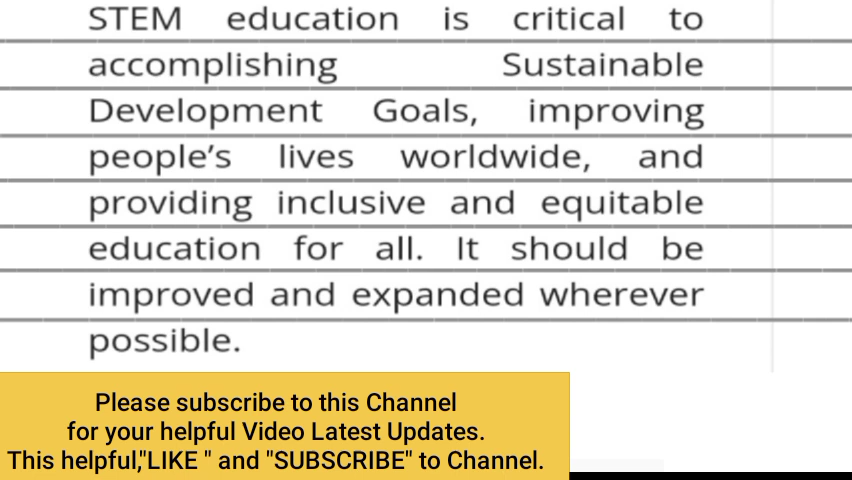 STEM education is critical to
accomplishing Sustainable
Development Goals, improving
people’s lives worldwide, and
providing inclusive and equitable
education for all. It should be
improved and expanded wherever
possible.
Please subscribe to this Channel
for your helpful Video Latest Updates.
This helpful,"LIKE " and "SUBSCRIBE" to Channel.